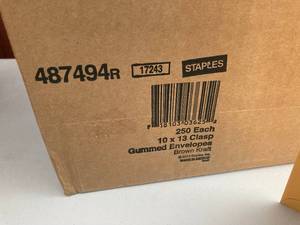 487494R
17243
STAPLES
250 Each
10 x 13 Clasp
Gummed Envelopes
Brown Kraft